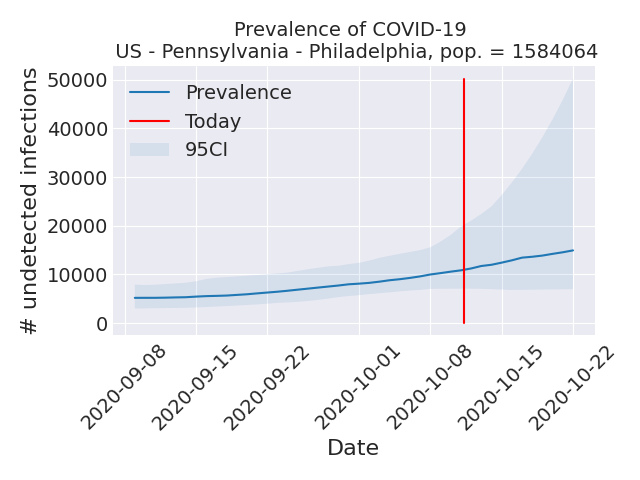 Prevalence of COVID-19
US - Pennsylvania - Philadelphia, pop. = 1584064
# undetected infections
50000
40000
30000
20000
10000
0
Prevalence
Today
95CI
2020-09-08
2020-09-15
2020-09-22
2020-10-01
2020-10-08
2020-10-15
2020-10-22
Date